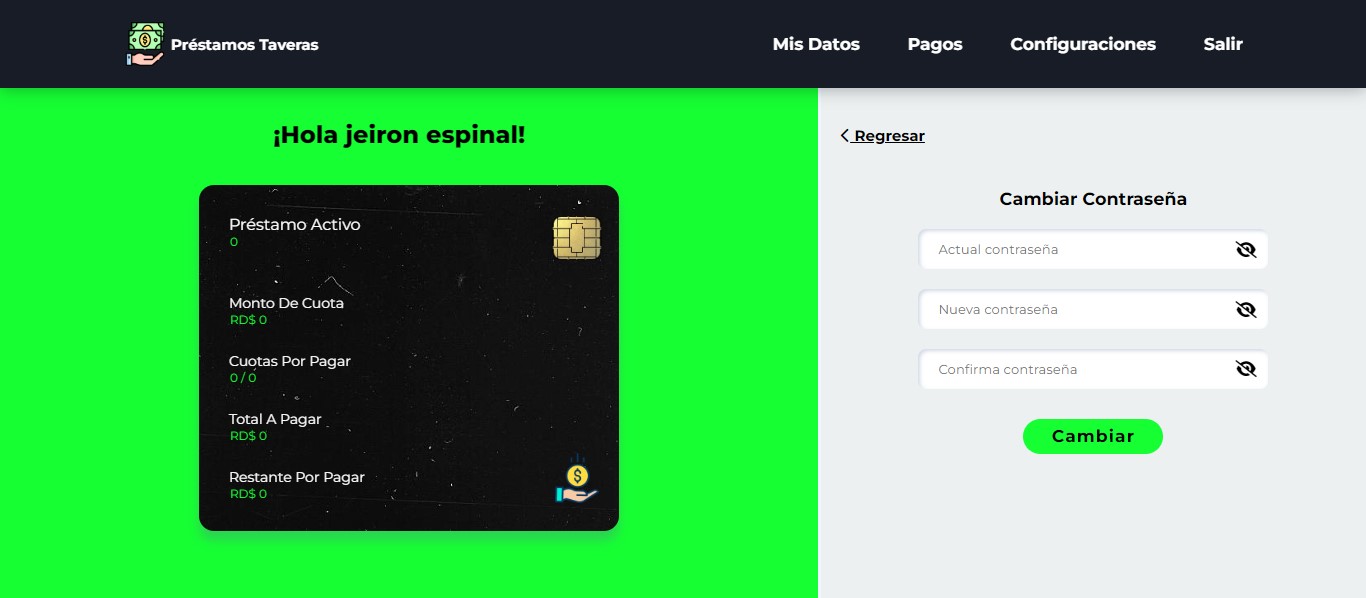 Préstamos Taveras
Mis Datos
Pagos
Configuraciones
Salir
¡Hola jeiron espinal!
Préstamo Activo
0
Monto De Cuota
RD$ 0
Cuotas Por Pagar
0 / 0
Total A Pagar
RD$ 0
Restante Por Pagar
RD$ 0
Regresar
Cambiar Contraseña
Actual contraseña
Nueva contraseña
Confirma contraseña
Cambiar